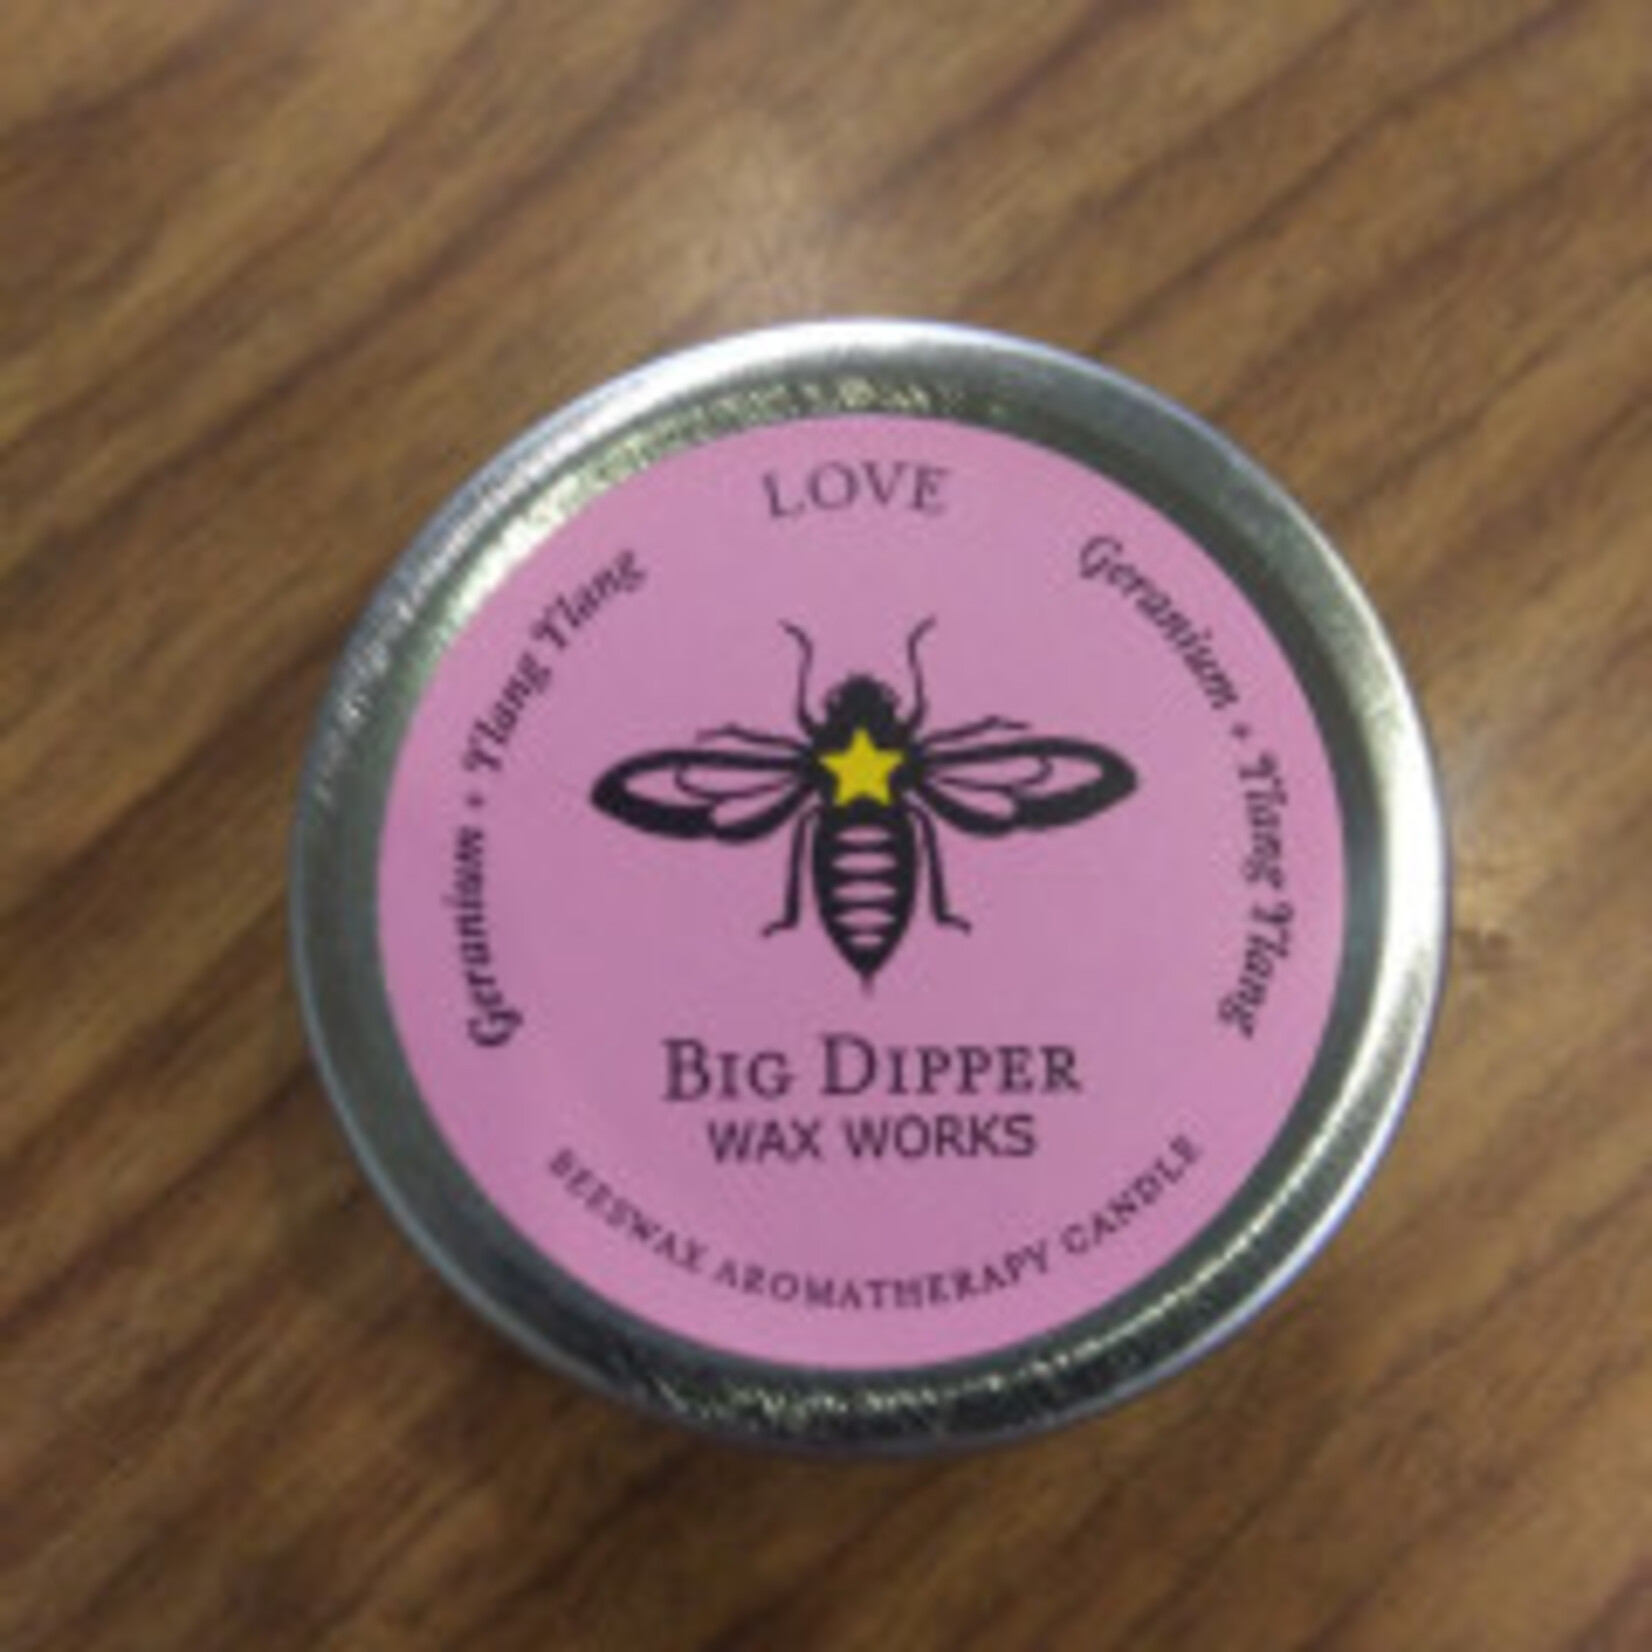 LOVE
Geranium + Ylang Ylang
Geranium + Ylang Ylang
BIG DIPPER
WAX WORKS
BEESWAX AROMATHERAPY CANDLE